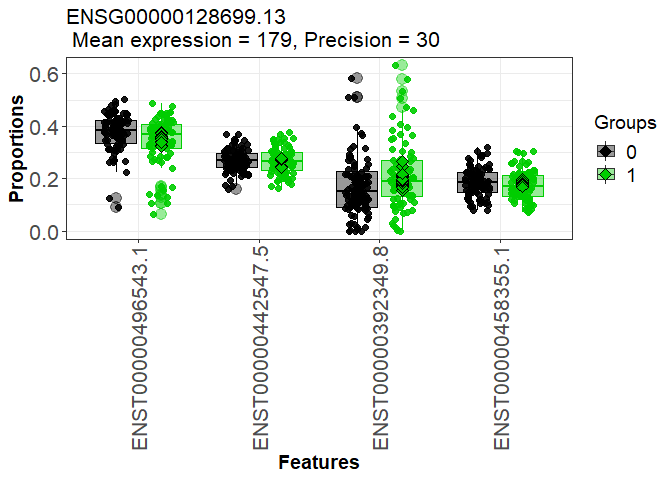 ENSG00000128699.13
Mean expression = 179, Precision = 30
Proportions
0.6
0.4
0.2
0.0
ENST00000496543.1
ENST00000442547.5
ENST00000392349.8
ENST00000458355.1
Features
Groups
0
1